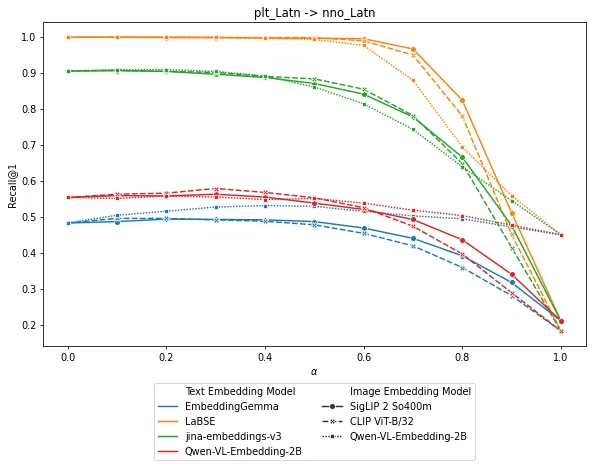 plt_Latn -> nno_Latn
Recall@1
1.0
0.9
0.8
0.7
0.6
0.5
0.4
0.3
0.2
0.0 0.2 0.4 0.6 0.8 1.0
α
Text Embedding Model Image Embedding Model
EmbeddingGemma SigLIP 2 So400m
LaBSE CLIP ViT-B/32
jina-embeddings-v3 Qwen-VL-Embedding-2B
Qwen-VL-Embedding-2B